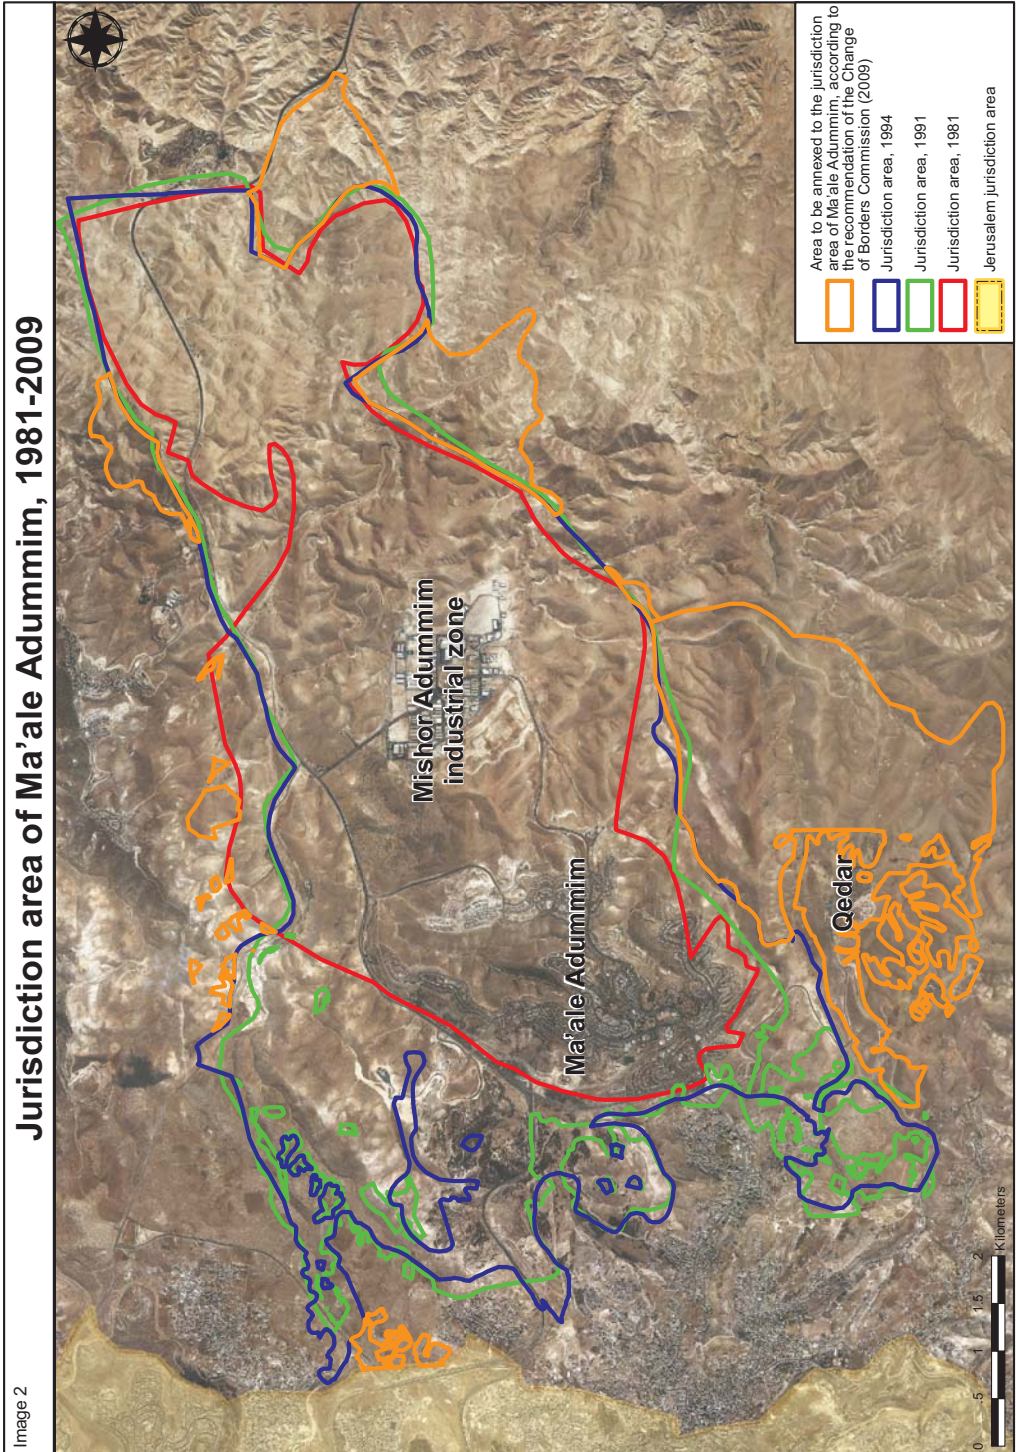 Image 2
Jurisdiction area of Ma'ale Adummim, 1981-2009
Mishor Adummim
industrial zone
Ma'ale Adummim
Qedar
Area to be annexed to the jurisdiction
area of Ma'ale Adummim, according to
the recommendation of the Change
of Borders Commission (2009)
Jurisdiction area, 1994
Jurisdiction area, 1991
Jurisdiction area, 1981
Jerusalem jurisdiction area
0 .5 1 1.5 2
Kilometers